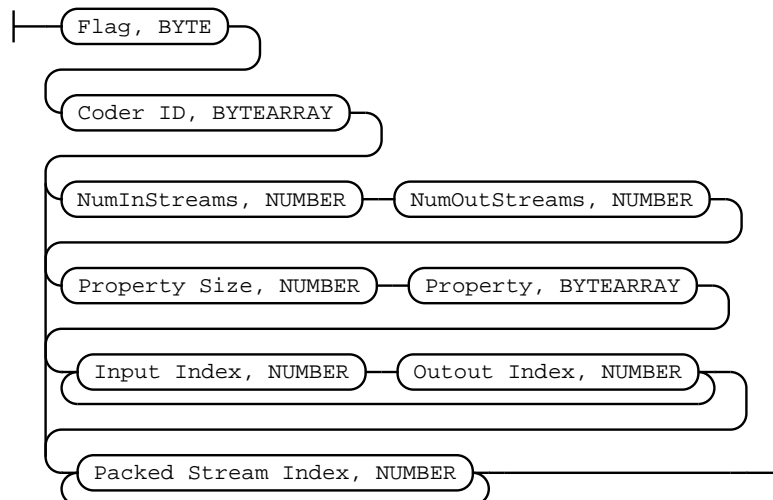 Flag, BYTE
Coder ID, BYTEARRAY
NumInStreams, NUMBER NumOutStreams, NUMBER
Property Size, NUMBER Property, BYTEARRAY
Input Index, NUMBER Outout Index, NUMBER
Packed Stream Index, NUMBER